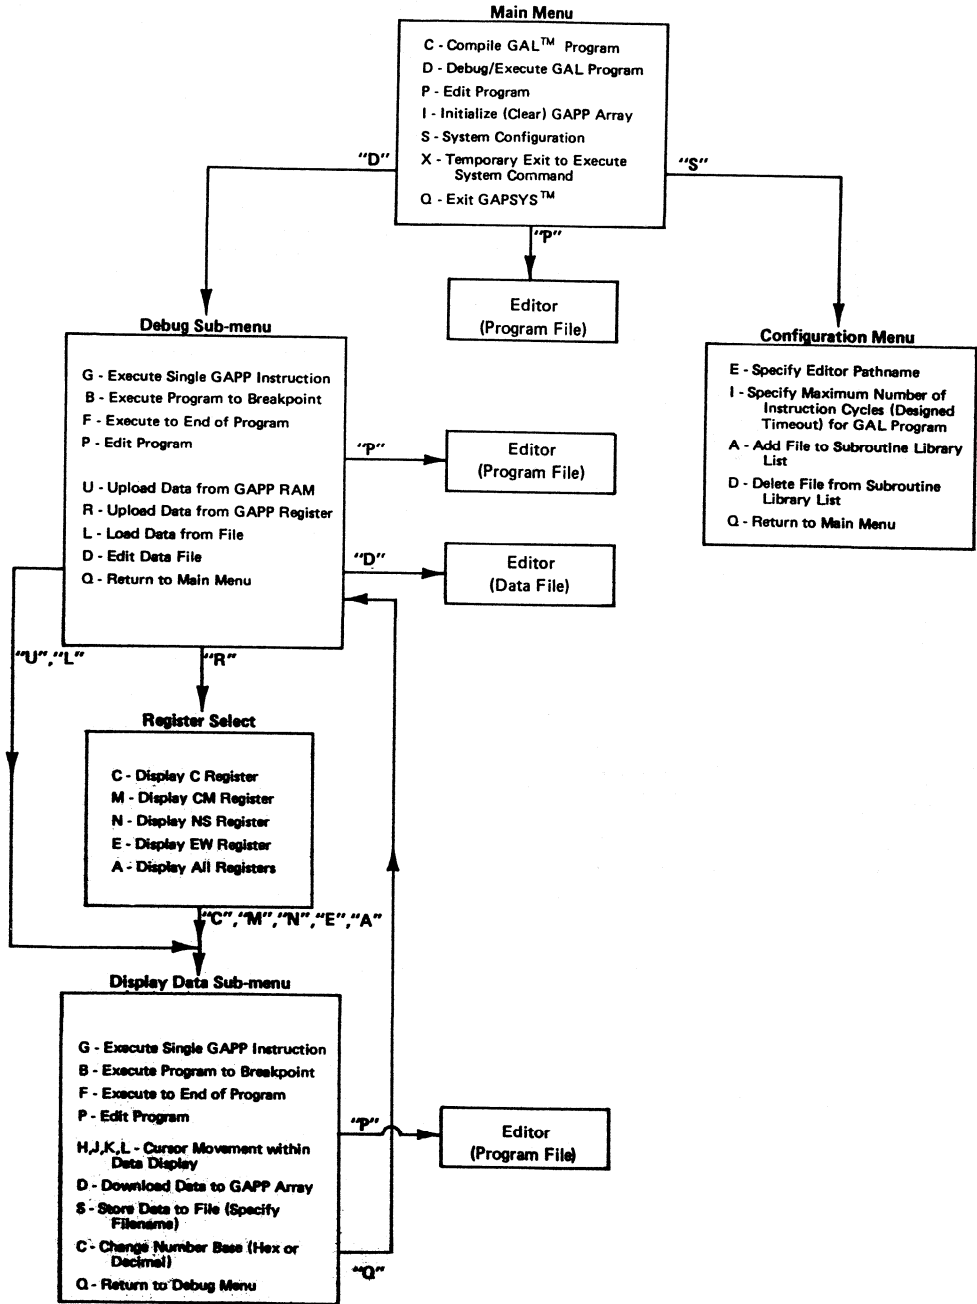 Main Menu
C - Compile GAL™ Program
D - Debug/Execute GAL Program
P - Edit Program
I - Initialize (Clear) GAPP Array
S - System Configuration
X - Temporary Exit to Execute
System Command
Q - Exit GAPSYS™
"D"
"S"
"P"
Editor
(Program File)
Debug Sub-menu
G - Execute Single GAPP Instruction
B - Execute Program to Breakpoint
F - Execute to End of Program
P - Edit Program
U - Upload Data from GAPP RAM
R - Upload Data from GAPP Register
L - Load Data from File
D - Edit Data File
Q - Return to Main Menu
Configuration Menu
E - Specify Editor Pathname
I - Specify Maximum Number of
Instruction Cycles (Designed
Timeout) for GAL Program
A - Add File to Subroutine Library
List
D - Delete File from Subroutine
Library List
Q - Return to Main Menu
"P"
Editor
(Program File)
"D"
Editor
(Data File)
"U","L"
"R"
Register Select
C - Display C Register
M - Display CM Register
N - Display NS Register
E - Display EW Register
A - Display All Registers
"C","M","N","E","A"
Display Data Sub-menu
G - Execute Single GAPP Instruction
B - Execute Program to Breakpoint
F - Execute to End of Program
P - Edit Program
H,J,K,L - Cursor Movement within
Data Display
D - Download Data to GAPP Array
S - Store Data to File (Specify
Filename)
C - Change Number Base (Hex or
Decimal)
Q - Return to Debug Menu
"P"
Editor
(Program File)
"Q"